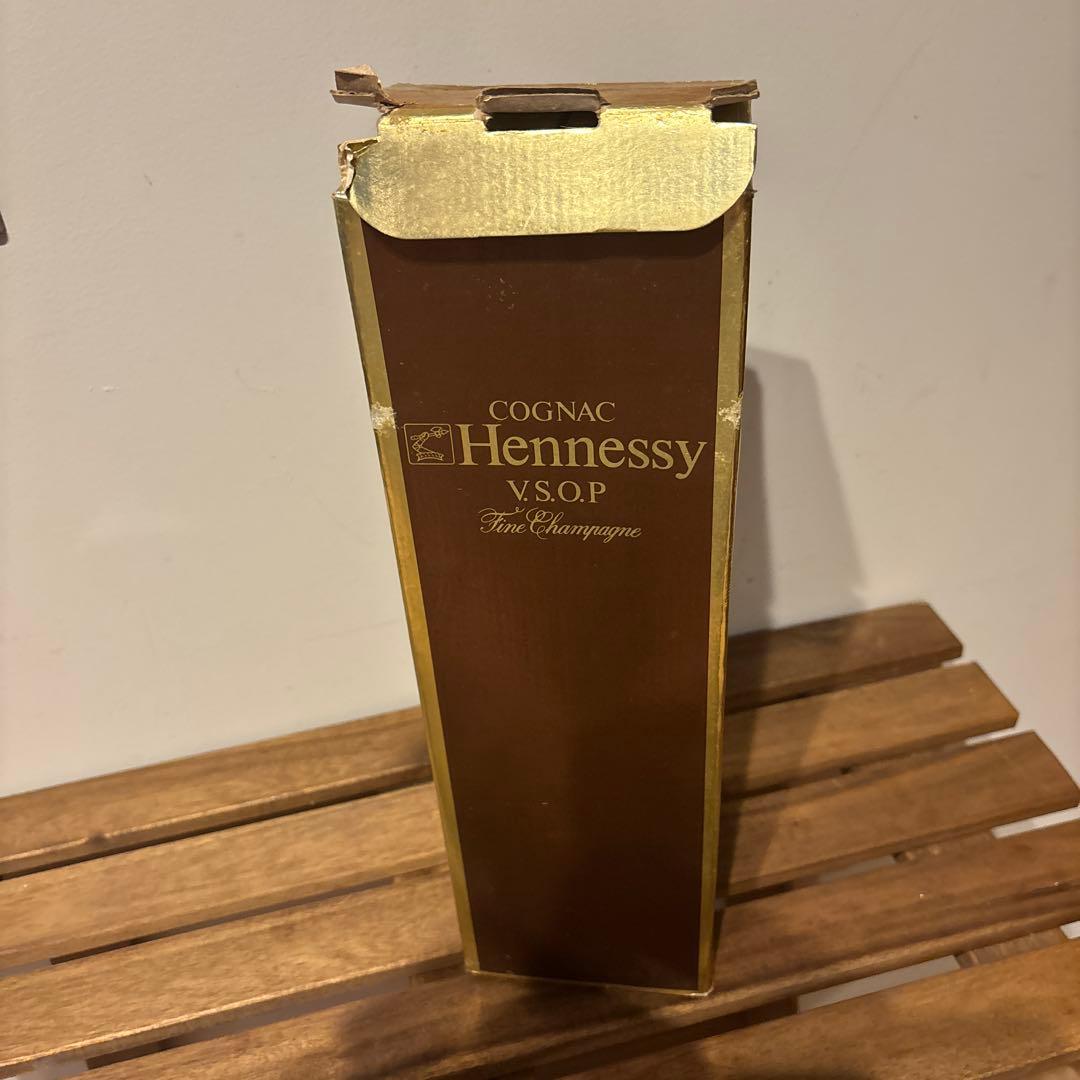 COGNAC
Hennessy
V.S.O.P
Fine Champagne